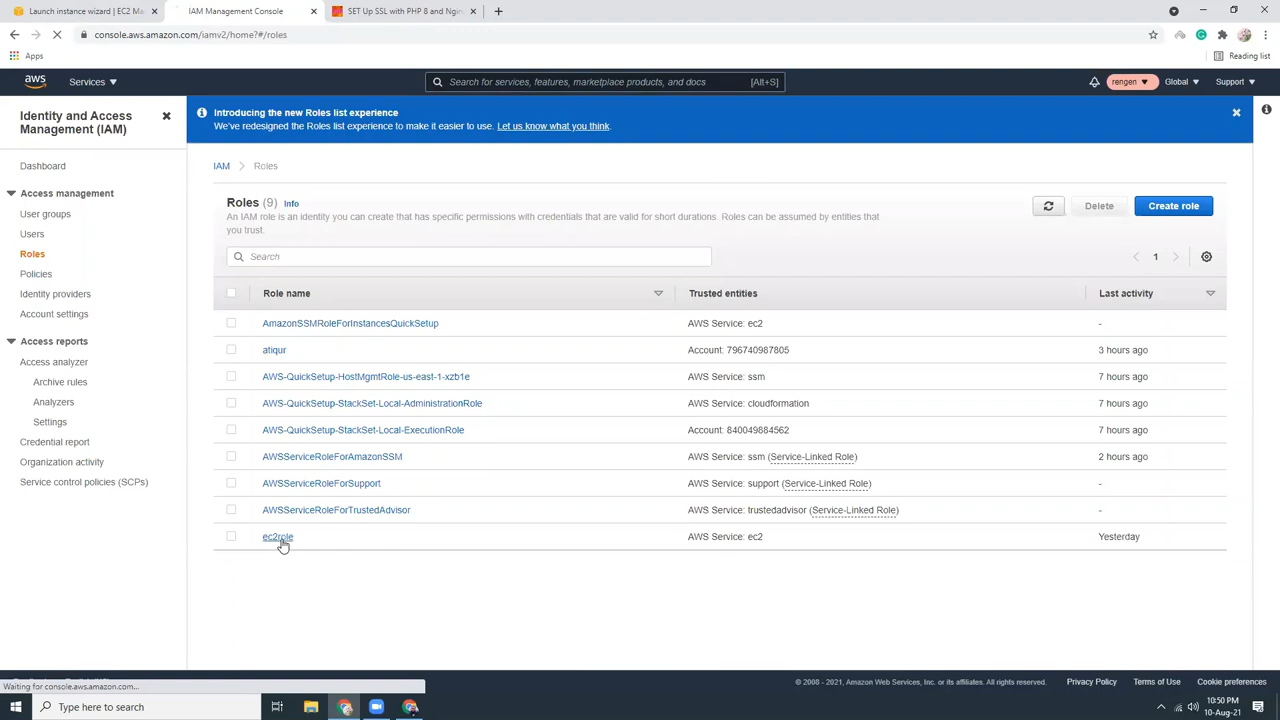 Launch instance wizard | EC2 Ma
IAM Management Console
SET Up SSL with PHP 8 and Ngin
console.aws.amazon.com/iamv2/home?#/roles
Apps
Reading list
aws
Services
Search for services, features, marketplace products, and docs
[Alt+S]
rengen
Global
Support
Identity and Access
Management (IAM)
Dashboard
Access management
User groups
Users
Roles
Policies
Identity providers
Account settings
Access reports
Access analyzer
Archive rules
Analyzers
Settings
Credential report
Organization activity
Service control policies (SCPs)
Introducing the new Roles list experience
We've redesigned the Roles list experience to make it easier to use. Let us know what you think.
IAM > Roles
Roles (9) Info
An IAM role is an identity you can create that has specific permissions with credentials that are valid for short durations. Roles can be assumed by entities that
you trust.
Delete
Create role
Search
1
Role name Trusted entities Last activity
AmazonSSMRoleForInstancesQuickSetup AWS Service: ec2 -
atiqur Account: 796740987805 3 hours ago
AWS-QuickSetup-HostMgmtRole-us-east-1-xzb1e AWS Service: ssm 7 hours ago
AWS-QuickSetup-StackSet-Local-AdministrationRole AWS Service: cloudformation 7 hours ago
AWS-QuickSetup-StackSet-Local-ExecutionRole Account: 840049884562 7 hours ago
AWSServiceRoleForAmazonSSM AWS Service: ssm (Service-Linked Role) 2 hours ago
AWSServiceRoleForSupport AWS Service: support (Service-Linked Role) -
AWSServiceRoleForTrustedAdvisor AWS Service: trustedadvisor (Service-Linked Role) -
ec2role AWS Service: ec2 Yesterday
Waiting for console.aws.amazon.com...
© 2008 - 2021, Amazon Web Services, Inc. or its affiliates. All rights reserved.
Privacy Policy
Terms of Use
Cookie preferences
Type here to search
10:50 PM
10-Aug-21